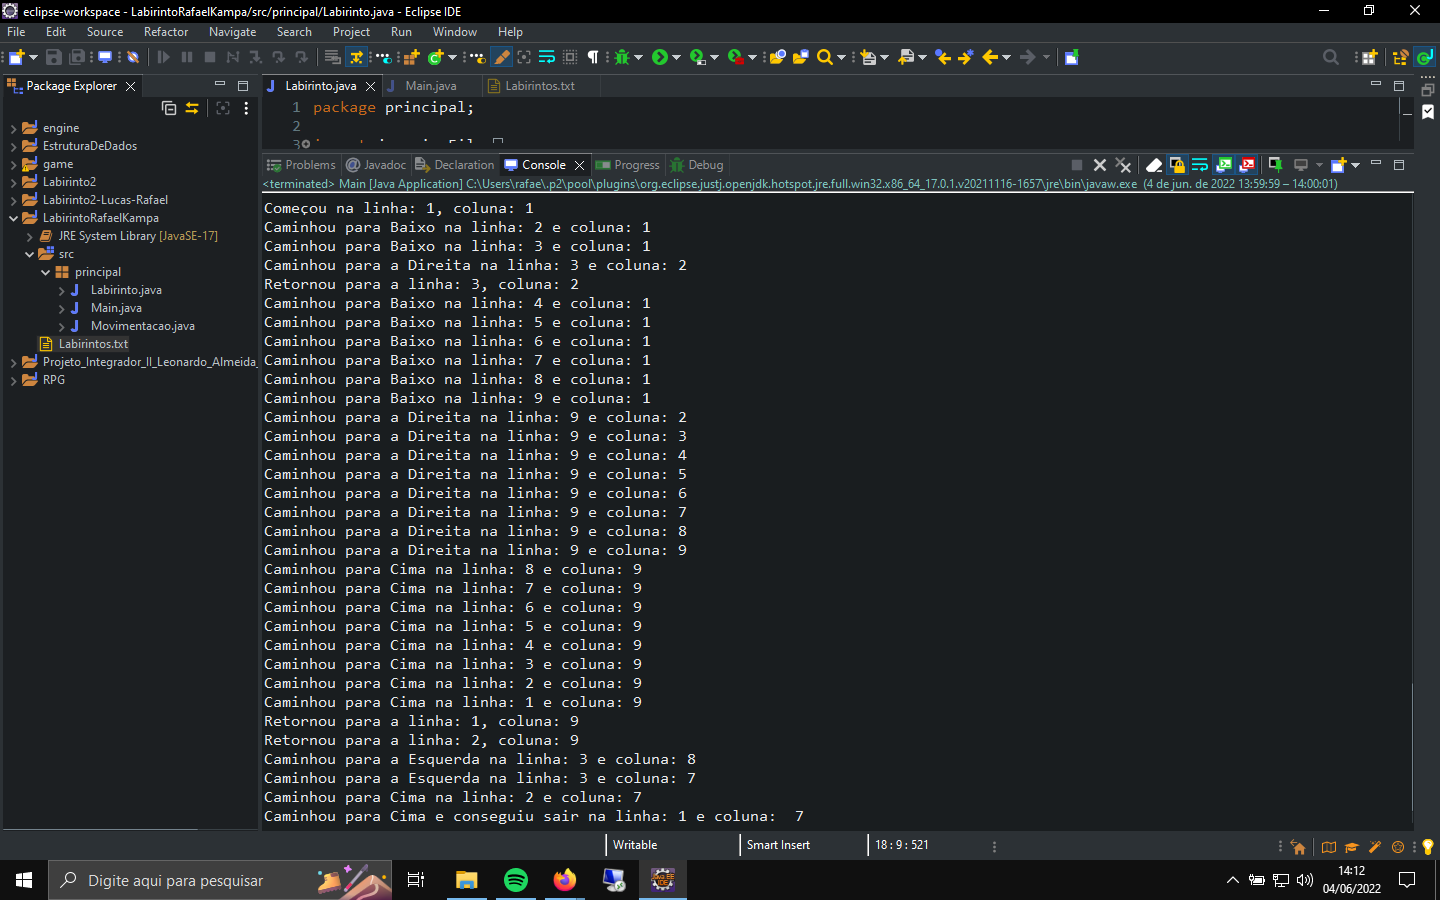 eclipse-workspace - LabirintoRafaelKampa/src/principal/Labirinto.java - Eclipse IDE
File Edit Source Refactor Navigate Search Project Run Window Help
Package Explorer
engine
EstruturaDeDados
game
Labirinto2
Labirinto2-Lucas-Rafael
LabirintoRafaelKampa
JRE System Library [JavaSE-17]
src
principal
Labirinto.java
Main.java
Movimentacao.java
Labirintos.txt
Projeto_Integrador_II_Leonardo_Almeida_
RPG
Labirinto.java Main.java Labirintos.txt
1 package principal;
2
3
Problems Javadoc Declaration Console Progress Debug
<terminated> Main [Java Application] C:\Users\rafae\.p2\pool\plugins\org.eclipse.justj.openjdk.hotspot.jre.full.win32.x86_64_17.0.1.v20211116-1657\jre\bin\javaw.exe (4 de jun. de 2022 13:59:59 – 14:00:01)
Começou na linha: 1, coluna: 1
Caminhou para Baixo na linha: 2 e coluna: 1
Caminhou para Baixo na linha: 3 e coluna: 1
Caminhou para a Direita na linha: 3 e coluna: 2
Retornou para a linha: 3, coluna: 2
Caminhou para Baixo na linha: 4 e coluna: 1
Caminhou para Baixo na linha: 5 e coluna: 1
Caminhou para Baixo na linha: 6 e coluna: 1
Caminhou para Baixo na linha: 7 e coluna: 1
Caminhou para Baixo na linha: 8 e coluna: 1
Caminhou para Baixo na linha: 9 e coluna: 1
Caminhou para a Direita na linha: 9 e coluna: 2
Caminhou para a Direita na linha: 9 e coluna: 3
Caminhou para a Direita na linha: 9 e coluna: 4
Caminhou para a Direita na linha: 9 e coluna: 5
Caminhou para a Direita na linha: 9 e coluna: 6
Caminhou para a Direita na linha: 9 e coluna: 7
Caminhou para a Direita na linha: 9 e coluna: 8
Caminhou para a Direita na linha: 9 e coluna: 9
Caminhou para Cima na linha: 8 e coluna: 9
Caminhou para Cima na linha: 7 e coluna: 9
Caminhou para Cima na linha: 6 e coluna: 9
Caminhou para Cima na linha: 5 e coluna: 9
Caminhou para Cima na linha: 4 e coluna: 9
Caminhou para Cima na linha: 3 e coluna: 9
Caminhou para Cima na linha: 2 e coluna: 9
Caminhou para Cima na linha: 1 e coluna: 9
Retornou para a linha: 1, coluna: 9
Retornou para a linha: 2, coluna: 9
Caminhou para a Esquerda na linha: 3 e coluna: 8
Caminhou para a Esquerda na linha: 3 e coluna: 7
Caminhou para Cima na linha: 2 e coluna: 7
Caminhou para Cima e conseguiu sair na linha: 1 e coluna:  7
Writable Smart Insert 18 : 9 : 521
Digite aqui para pesquisar
14:12
04/06/2022